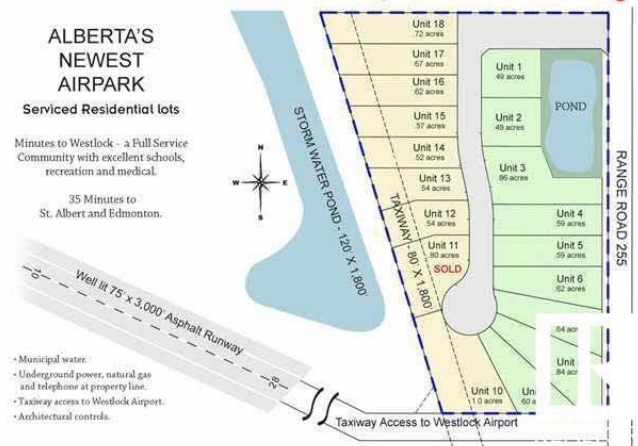 ALBERTA'S
NEWEST
AIRPARK
Serviced Residential lots
Minutes to Westlock - a Full Service
Community with excellent schools,
recreation and medical.
35 Minutes to
St. Albert and Edmonton.
N
W E
S
STORM WATER POND - 120' X 1,800'
TAXIWAY - 80' X 1,800'
Unit 18
.72 acres
Unit 17
.67 acres
Unit 16
.62 acres
Unit 15
.57 acres
Unit 14
.52 acres
Unit 13
.54 acres
Unit 12
.54 acres
Unit 11
.80 acres
SOLD
Unit 10
1.0 acres
Unit 1
.49 acres
Unit 2
.49 acres
Unit 3
.86 acres
Unit 4
.59 acres
Unit 5
.59 acres
Unit 6
.62 acres
.64
Unit
.84
.60
POND
RANGE ROAD 255
10
Well lit 75' x 3,000' Asphalt Runway
28
• Municipal water.
• Underground power, natural gas
and telephone at property line.
• Taxiway access to Westlock Airport.
• Architectural controls.
Taxiway Access to Westlock Airport